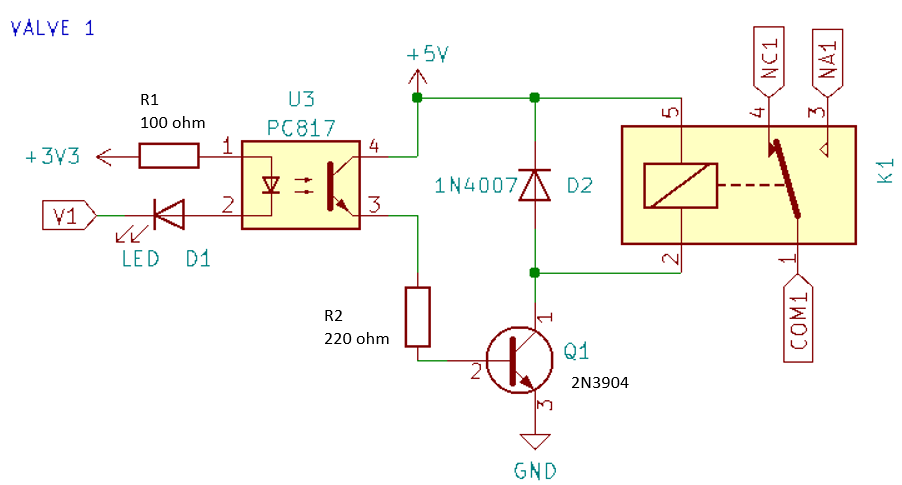 VALVE 1
+5V
NC1
NA1
R1
100 ohm
U3
PC817
+3V3
1
4
5
4
3
1N4007
D2
K1
V1
2
3
LED
D1
2
1
COM1
R2
220 ohm
1
Q1
2
2N3904
3
GND